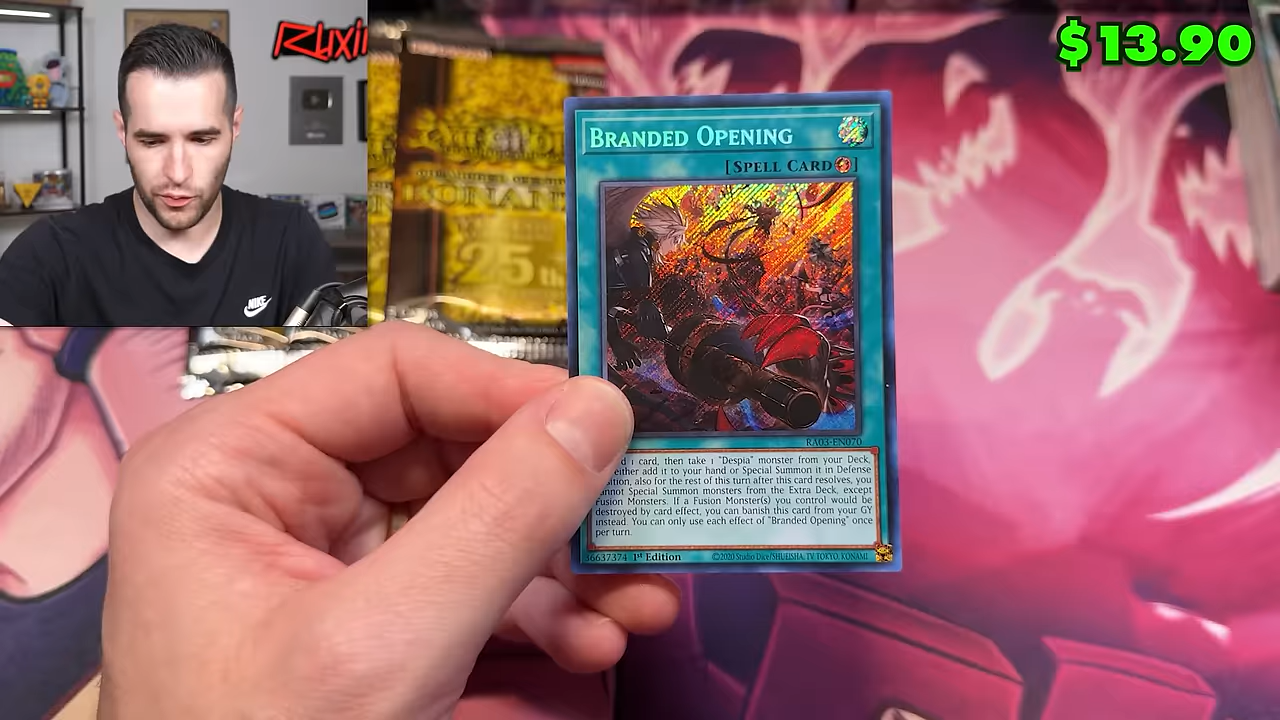 $13.90
NIKE
25th
BRANDED OPENING
[SPELL CARD]
RA03-EN070
d 1 card, then take 1 "Despia" monster from your Deck,
either add it to your hand or Special Summon it in Defense
ition, also for the rest of this turn after this card resolves, you
nnot Special Summon monsters from the Extra Deck, except
Fusion Monsters. If a Fusion Monster(s) you control would be
destroyed by card effect, you can banish this card from your GY
instead. You can only use each effect of "Branded Opening" once
per turn.
36637374 1st Edition ©2020 Studio Dice/SHUEISHA, TV TOKYO, KONAMI